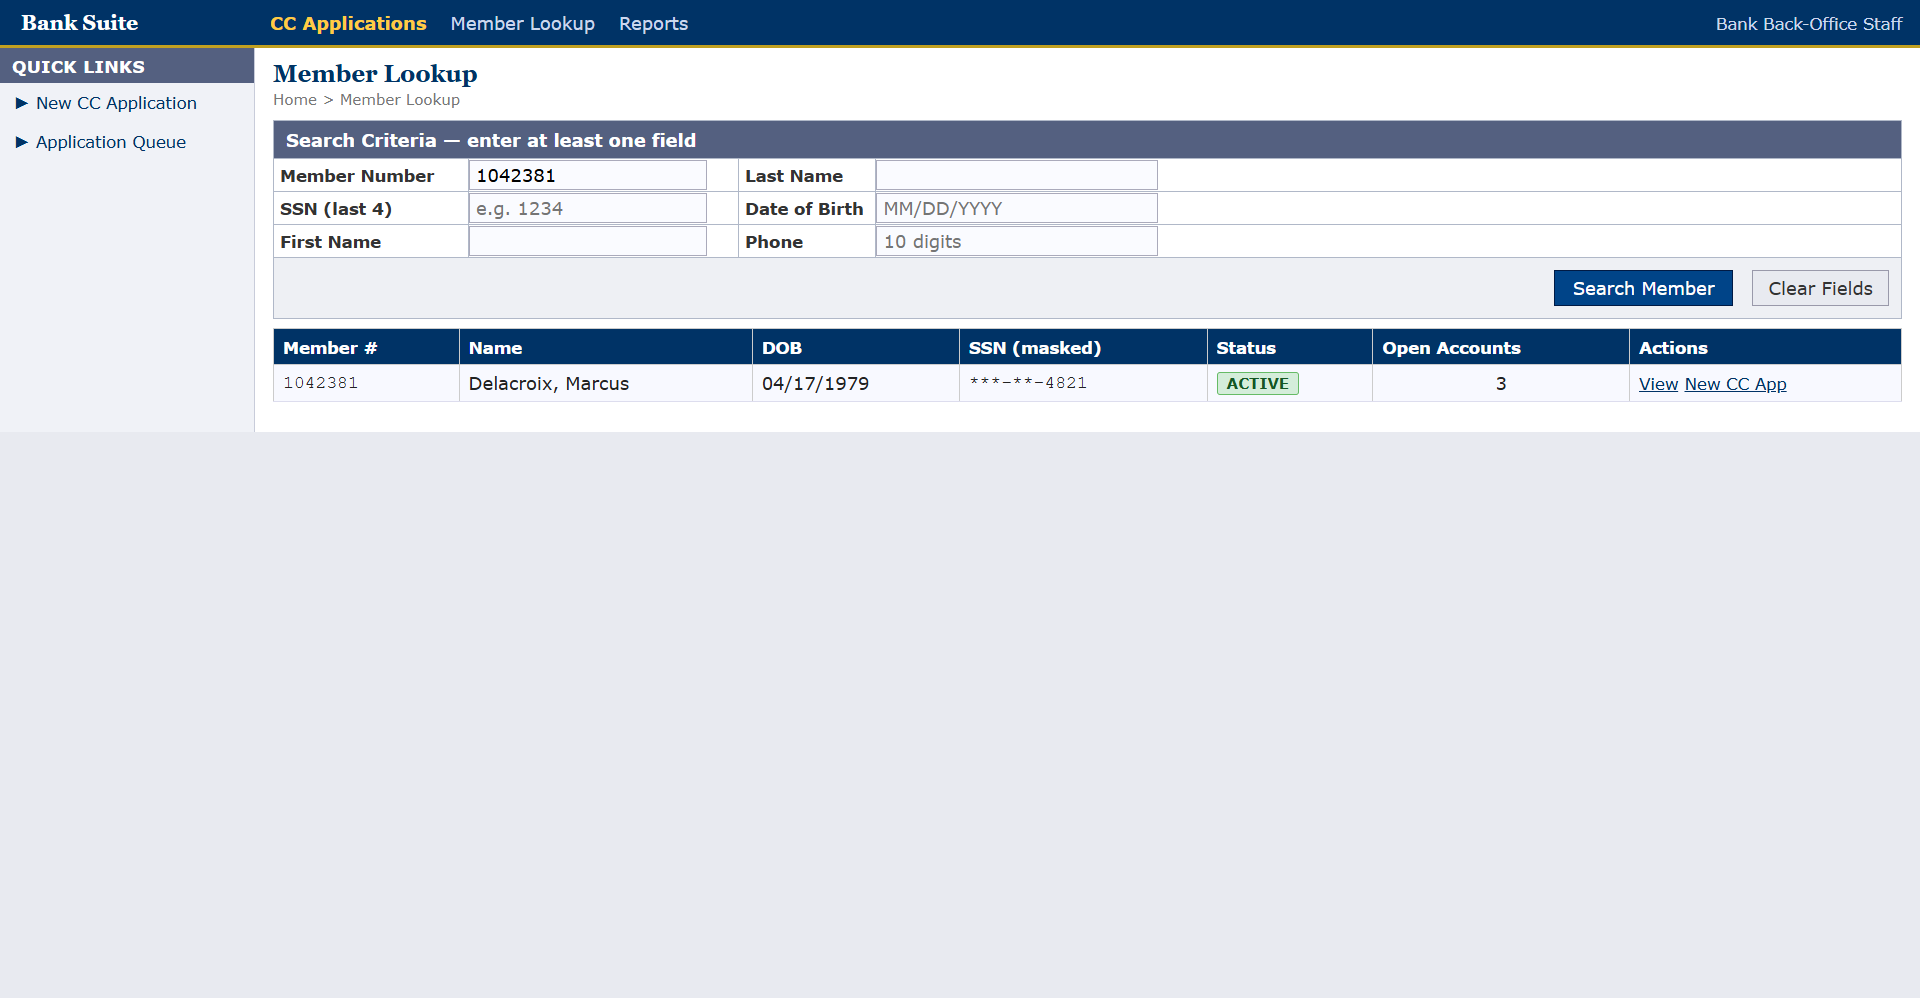 Bank Suite CC Applications Member Lookup Reports Bank Back-Office Staff
QUICK LINKS
► New CC Application
► Application Queue
Member Lookup
Home > Member Lookup
Search Criteria — enter at least one field
Member Number 1042381 Last Name
SSN (last 4) e.g. 1234 Date of Birth MM/DD/YYYY
First Name Phone 10 digits
Search Member Clear Fields
Member # Name DOB SSN (masked) Status Open Accounts Actions
1042381 Delacroix, Marcus 04/17/1979 ***-**-4821 ACTIVE 3 View New CC App